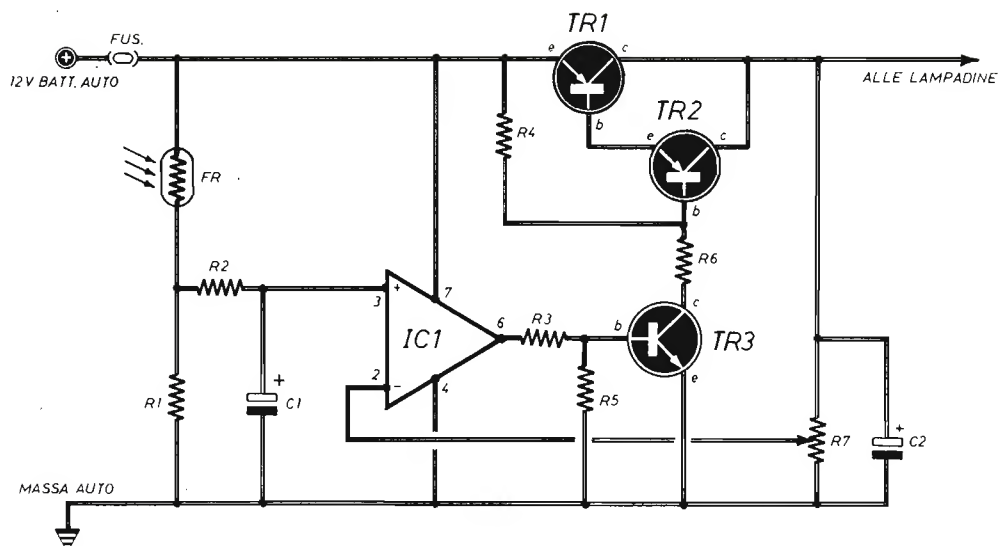 TR1
FUS.
e
c
12V BATT. AUTO
ALLE LAMPADINE
b
TR2
e
c
R4
FR
b
R6
R2
+
3
7
c
IC1
6
R3
b
TR3
e
2
-
4
R1
+
C1
R5
R7
+
C2
MASSA AUTO